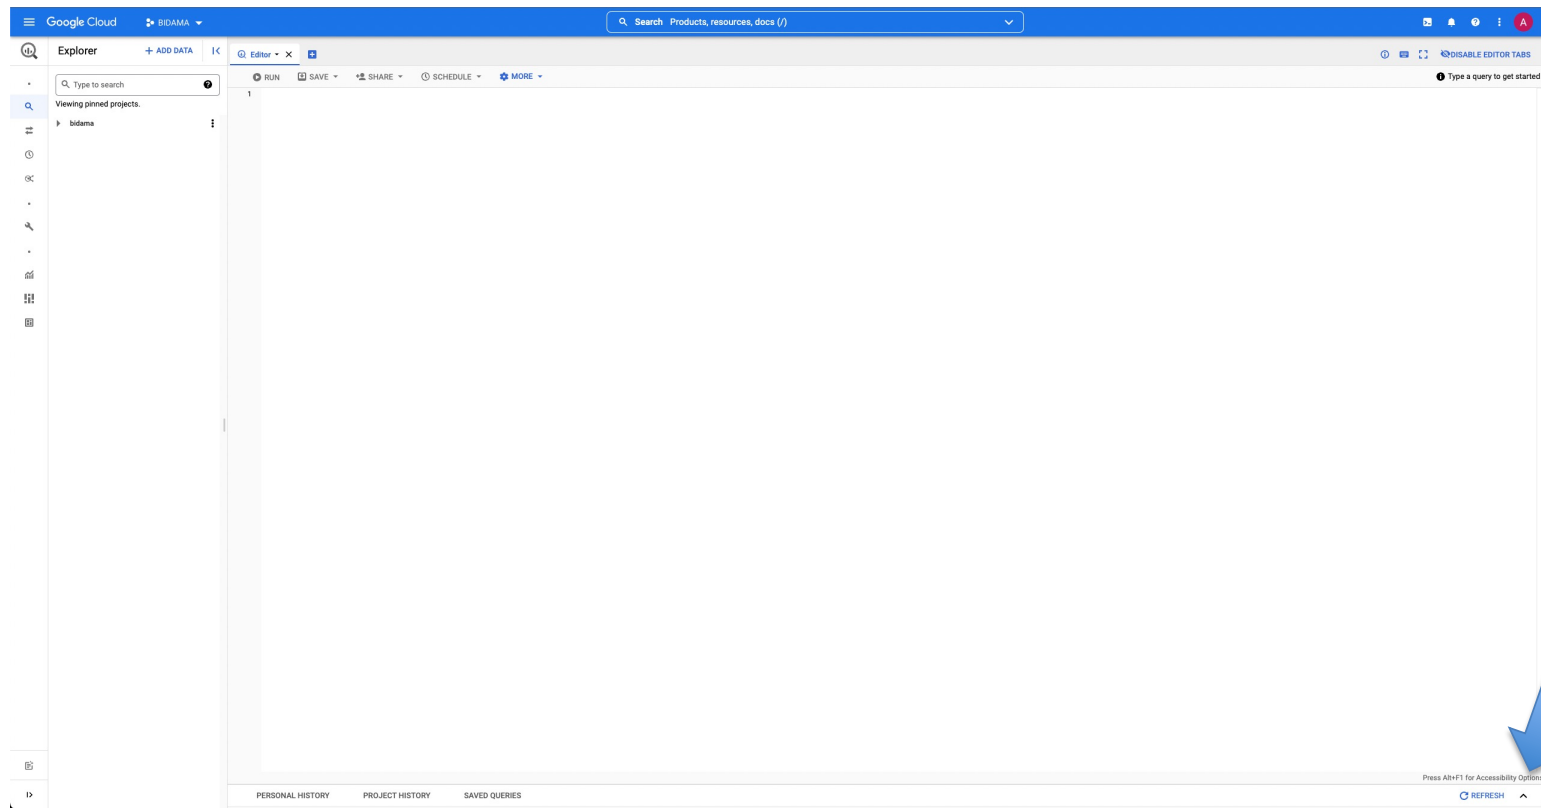 Google Cloud
BIDAMA
Search Products, resources, docs (/)
A
Explorer
+ ADD DATA
Editor
DISABLE EDITOR TABS
Type to search
RUN
SAVE
SHARE
SCHEDULE
MORE
Type a query to get started
1
Viewing pinned projects.
bidama
Press Alt+F1 for Accessibility Options
PERSONAL HISTORY
PROJECT HISTORY
SAVED QUERIES
REFRESH